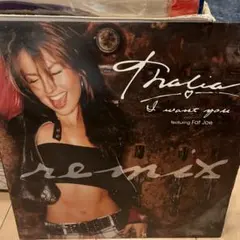 Thalia
I want you
featuring FAT JOE
remix